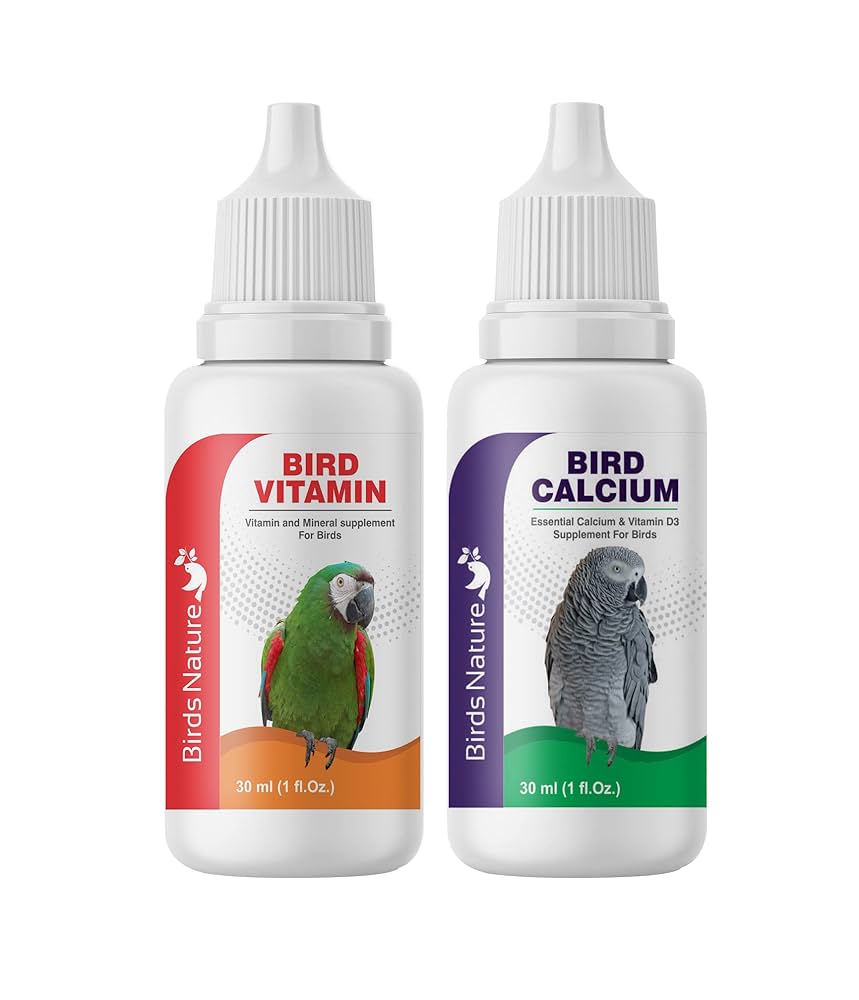 BIRD
VITAMIN
Vitamin and Mineral supplement
For Birds
Birds Nature
30 ml (1 fl.Oz.)
BIRD
CALCIUM
Essential Calcium & Vitamin D3
Supplement For Birds
Birds Nature
30 ml (1 fl.Oz.)